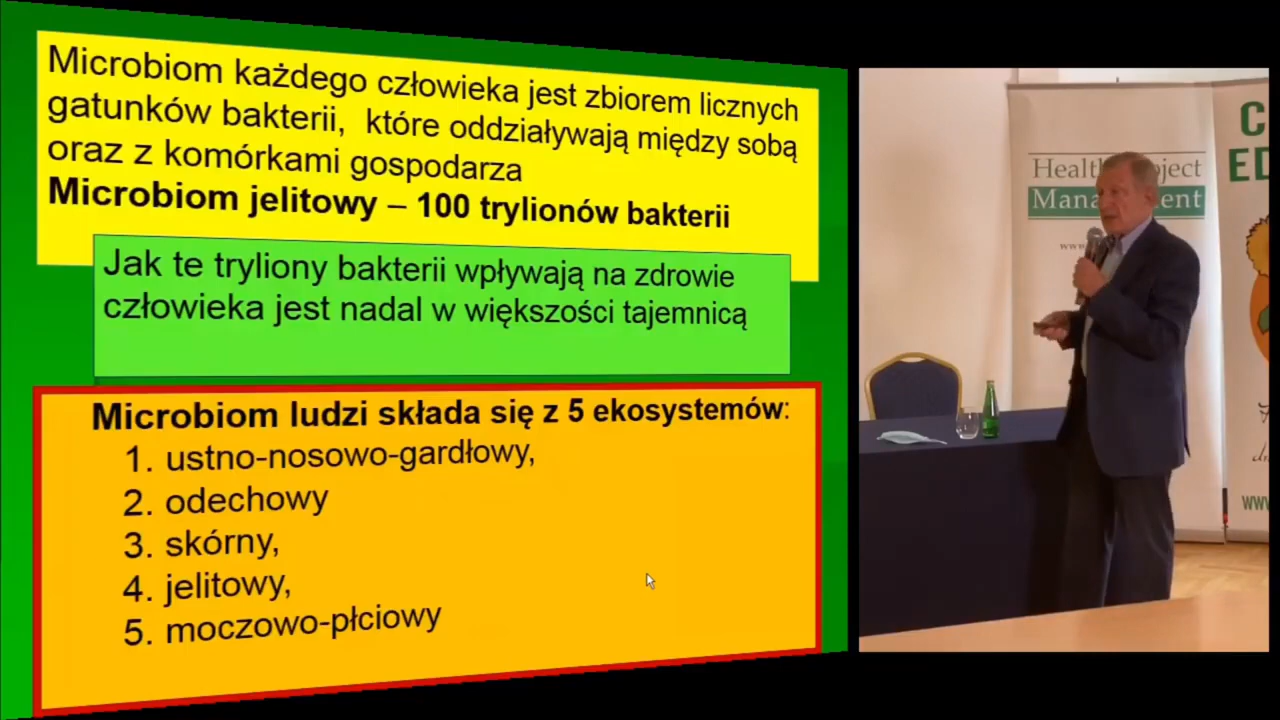 Microbiom każdego człowieka jest zbiorem licznych
gatunków bakterii, które oddziaływają między sobą
oraz z komórkami gospodarza
Microbiom jelitowy – 100 trylionów bakterii
Jak te tryliony bakterii wpływają na zdrowie
człowieka jest nadal w większości tajemnicą
Microbiom ludzi składa się z 5 ekosystemów:
1. ustno-nosowo-gardłowy,
2. odechowy
3. skórny,
4. jelitowy,
5. moczowo-płciowy
Health